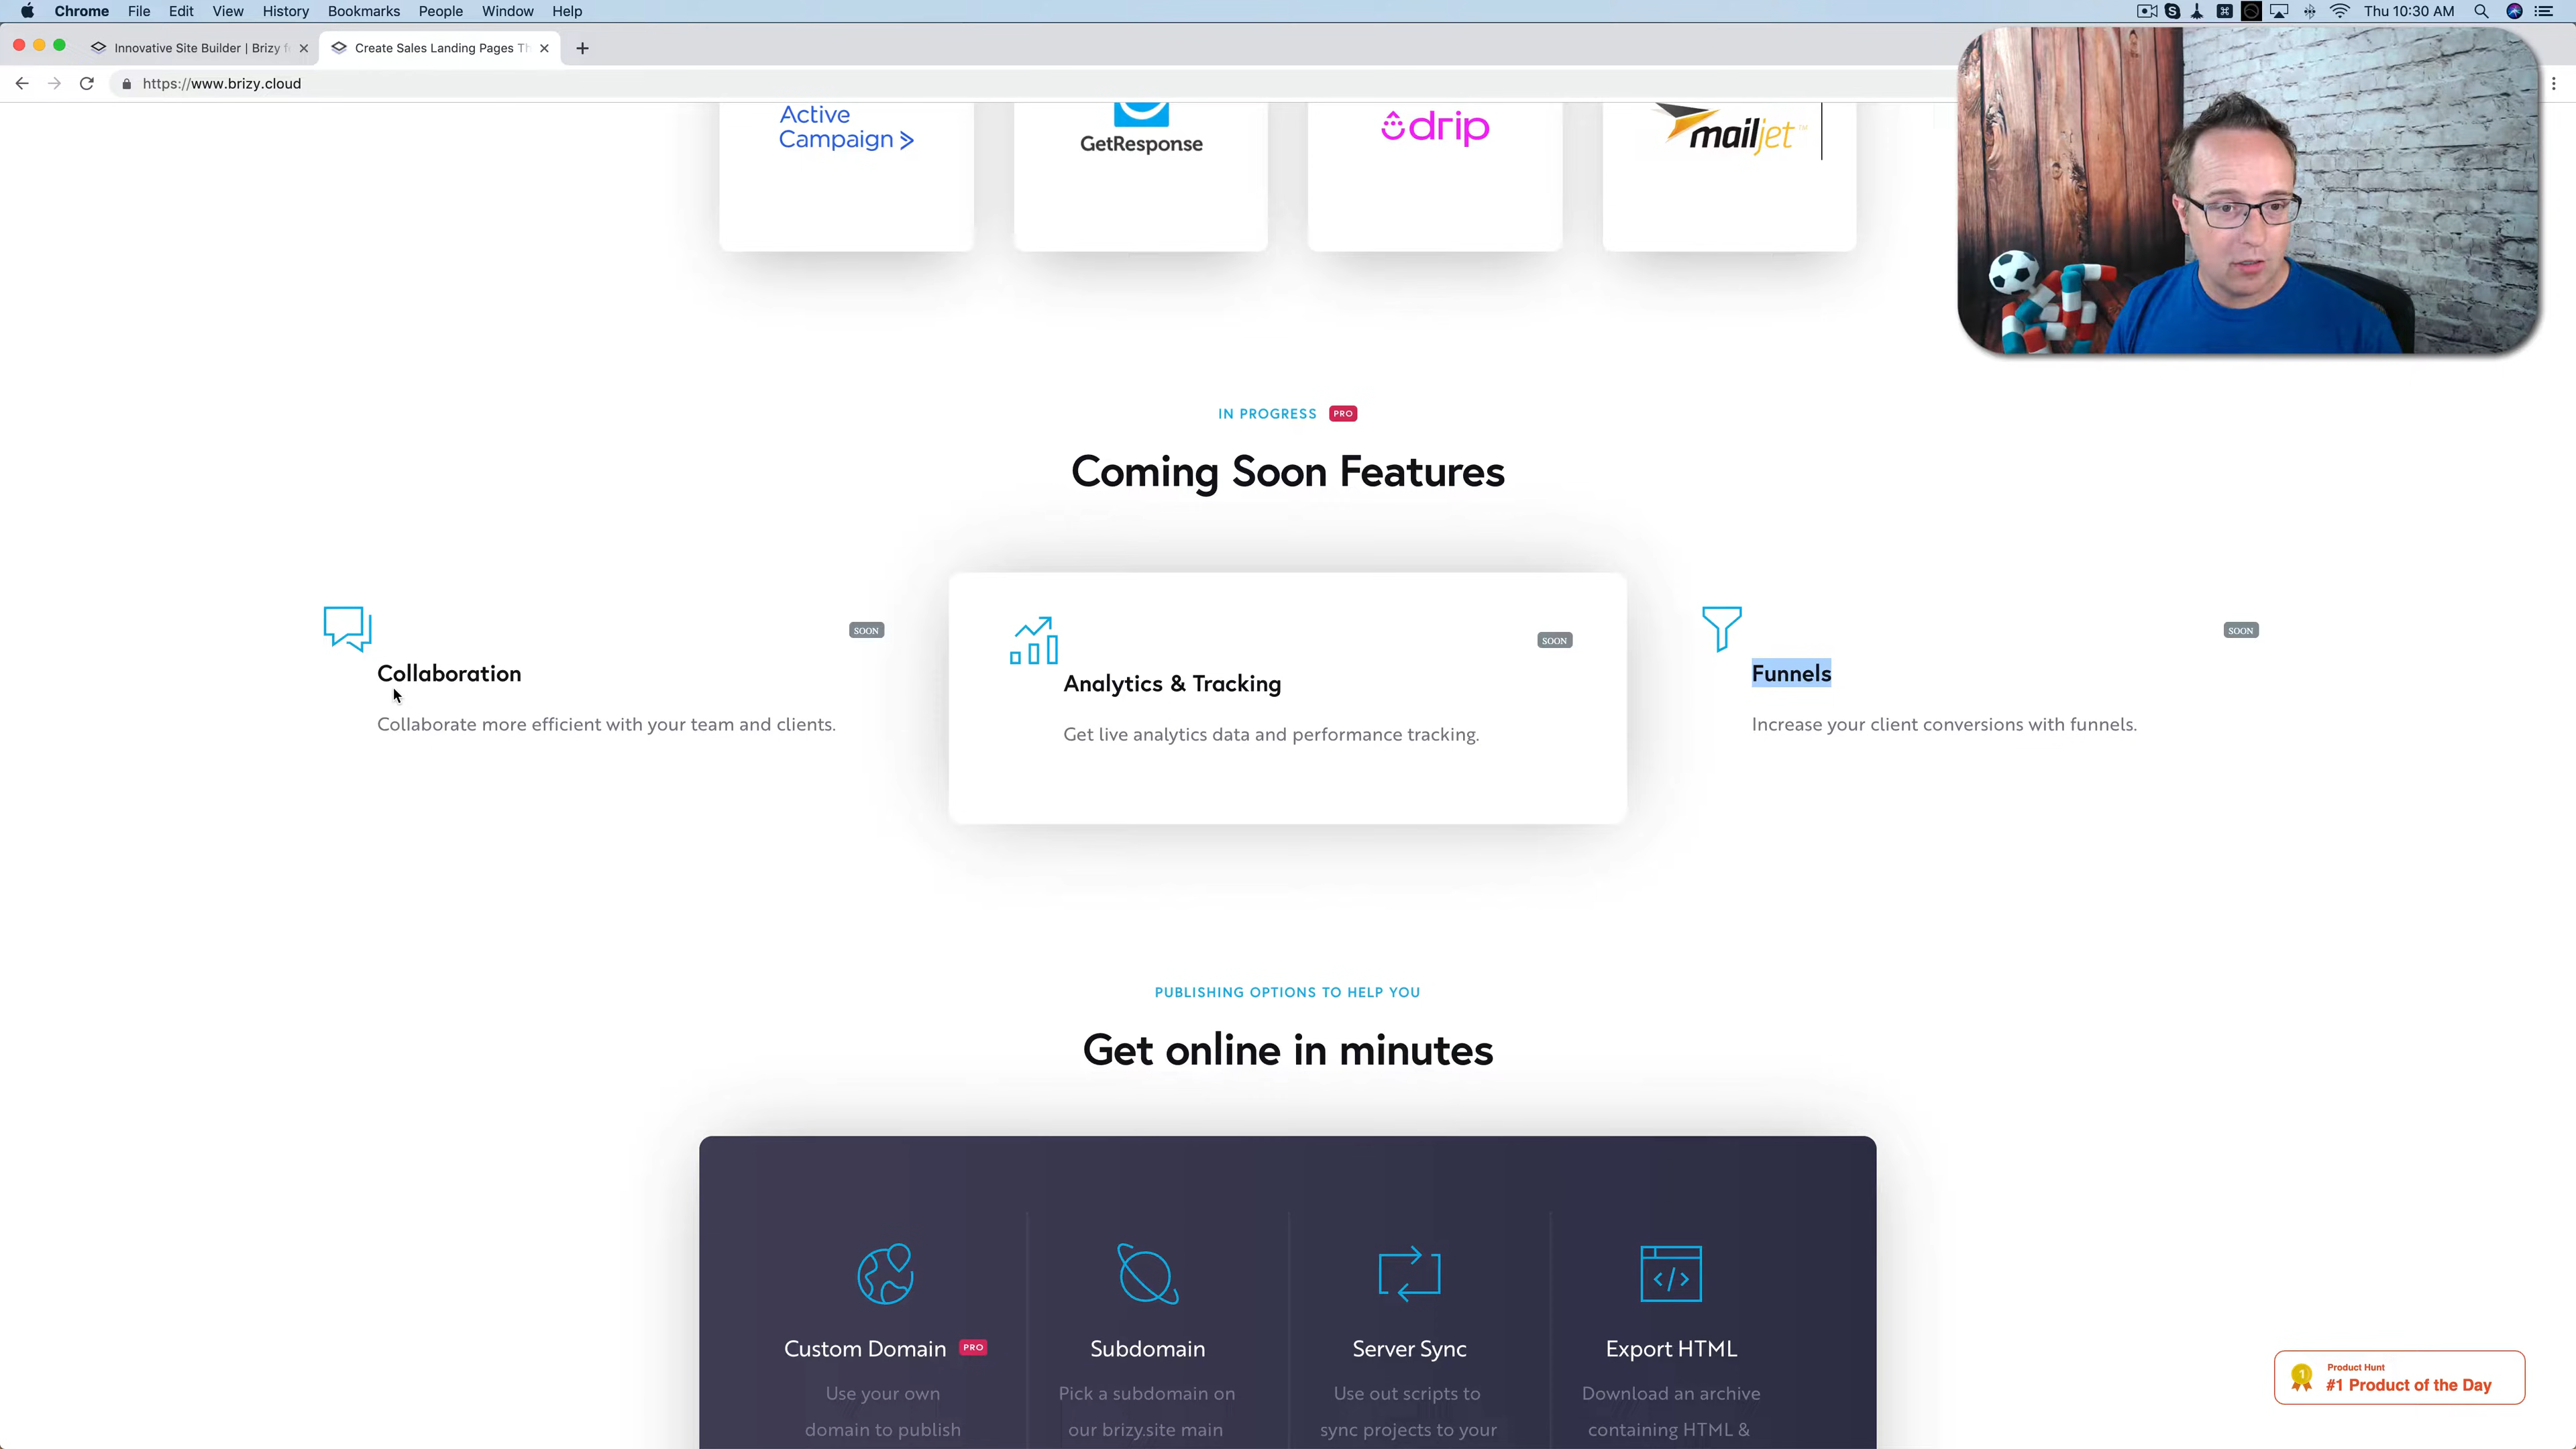 Chrome File Edit View History Bookmarks People Window Help
Thu 10:30 AM
Innovative Site Builder | Brizy f
Create Sales Landing Pages Th
https://www.brizy.cloud
Active
Campaign
GetResponse
drip
mailjet
IN PROGRESS PRO
Coming Soon Features
SOON
Collaboration
Collaborate more efficient with your team and clients.
SOON
Analytics & Tracking
Get live analytics data and performance tracking.
SOON
Funnels
Increase your client conversions with funnels.
PUBLISHING OPTIONS TO HELP YOU
Get online in minutes
Custom Domain PRO
Use your own
domain to publish
Subdomain
Pick a subdomain on
our brizy.site main
Server Sync
Use out scripts to
sync projects to your
Export HTML
Download an archive
containing HTML &
Product Hunt
#1 Product of the Day